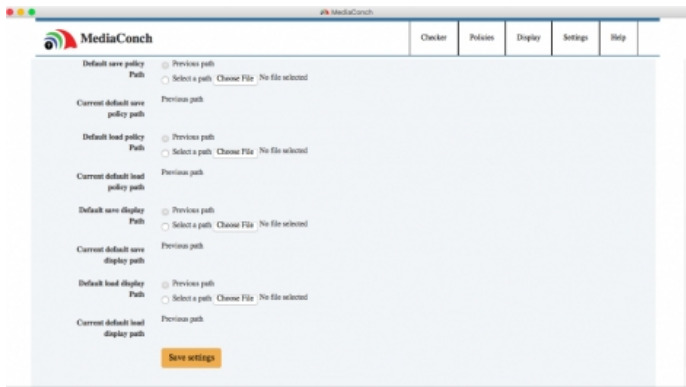 MediaConch
MediaConch Checker Policies Display Settings Help
Default save policy Path
Previous path
Select a path Choose File No file selected
Current default save policy path
Previous path
Default load policy Path
Previous path
Select a path Choose File No file selected
Current default load policy path
Previous path
Default save display Path
Previous path
Select a path Choose File No file selected
Current default save display path
Previous path
Default load display Path
Previous path
Select a path Choose File No file selected
Current default load display path
Previous path
Save settings